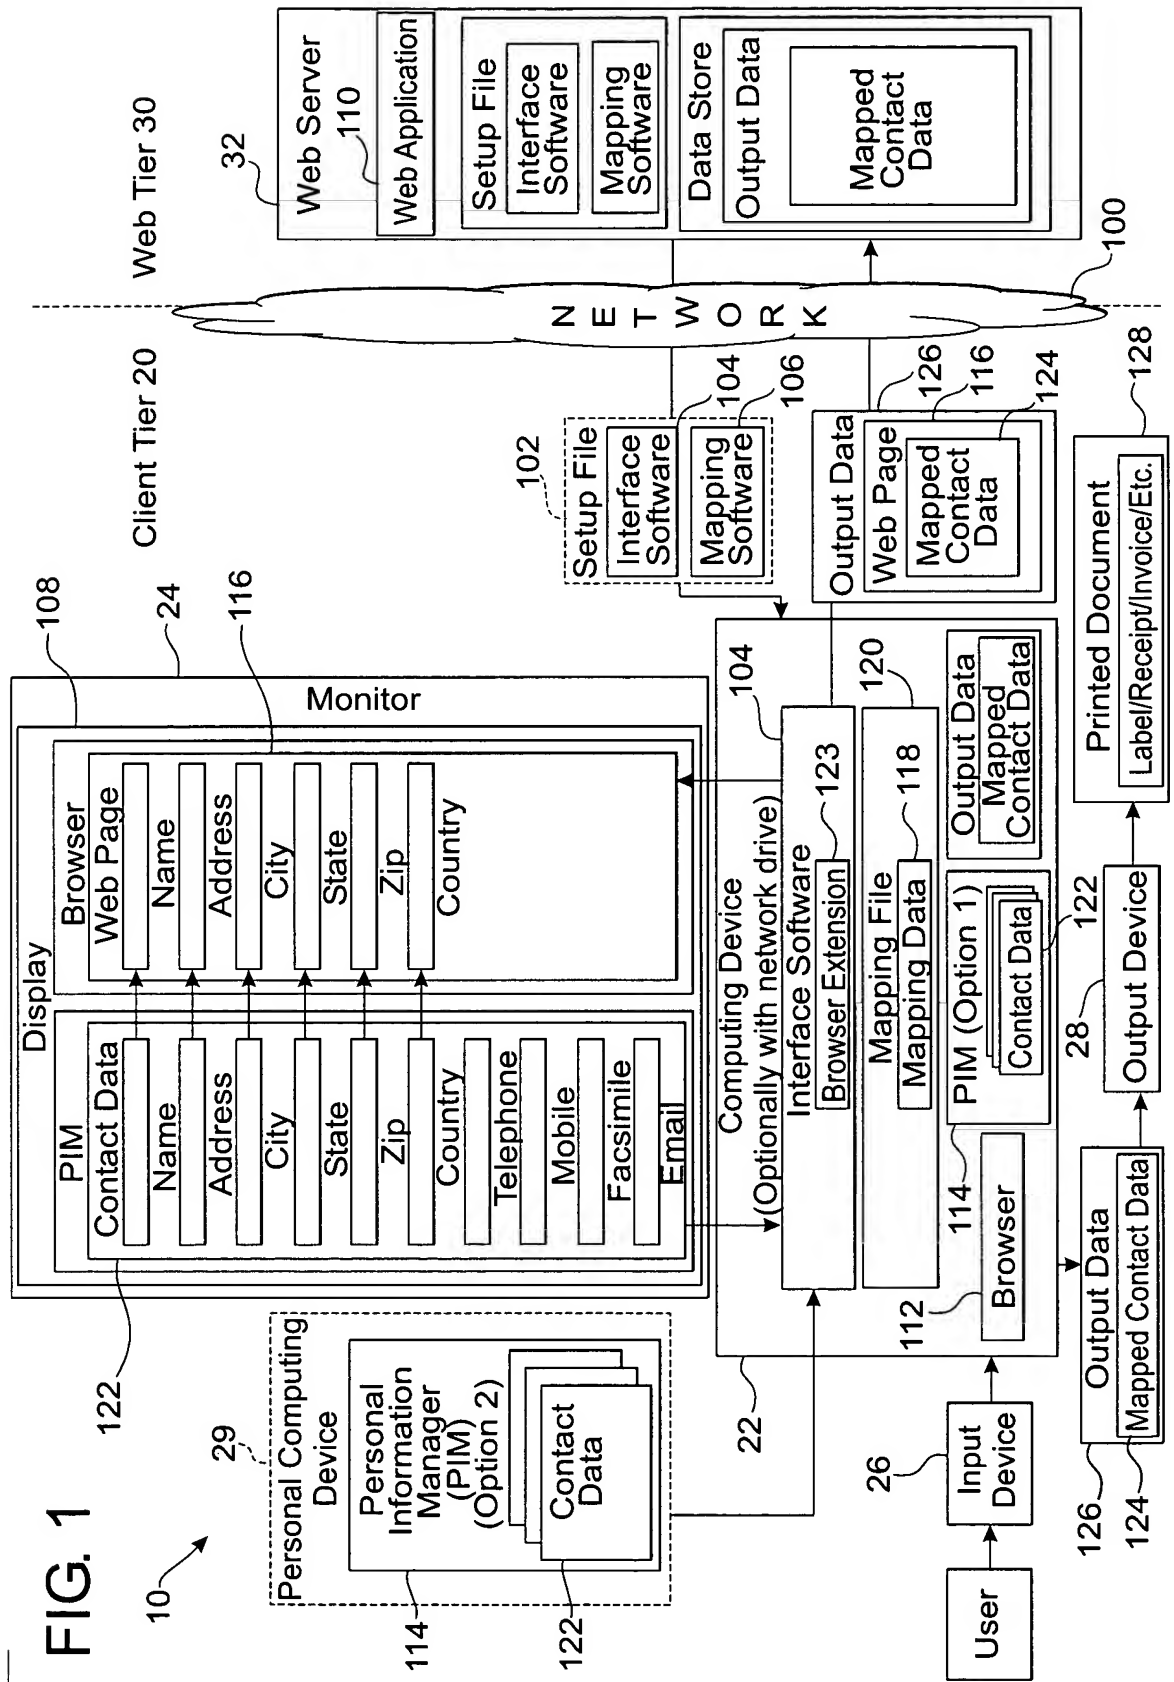 FIG. 1
10
Client Tier 20
Web Tier 30
Display
108
24
116
Monitor
PIM
Contact Data
Name
Address
City
State
Zip
Country
Telephone
Mobile
Facsimile
Email
122
Browser
Web Page
Name
Address
City
State
Zip
Country
29
Personal Computing
Device
Personal
Information
Manager
(PIM)
(Option 2)
Contact
Data
114
122
102
Setup File
Interface
Software
104
Mapping
Software
106
NETWORK
100
32
Web Server
110
Web Application
Setup File
Interface
Software
Mapping
Software
Data Store
Output Data
Mapped
Contact
Data
22
Computing Device
(Optionally with network drive)
104
Interface Software
Browser Extension
123
120
Mapping File
Mapping Data
118
112
Browser
114
PIM (Option 1)
Contact Data
122
Output Data
Mapped
Contact Data
Output Data
126
Web Page
116
Mapped
Contact
Data
124
User
26
Input
Device
126
Output Data
124
Mapped Contact Data
28
Output Device
128
Printed Document
Label/Receipt/Invoice/Etc.